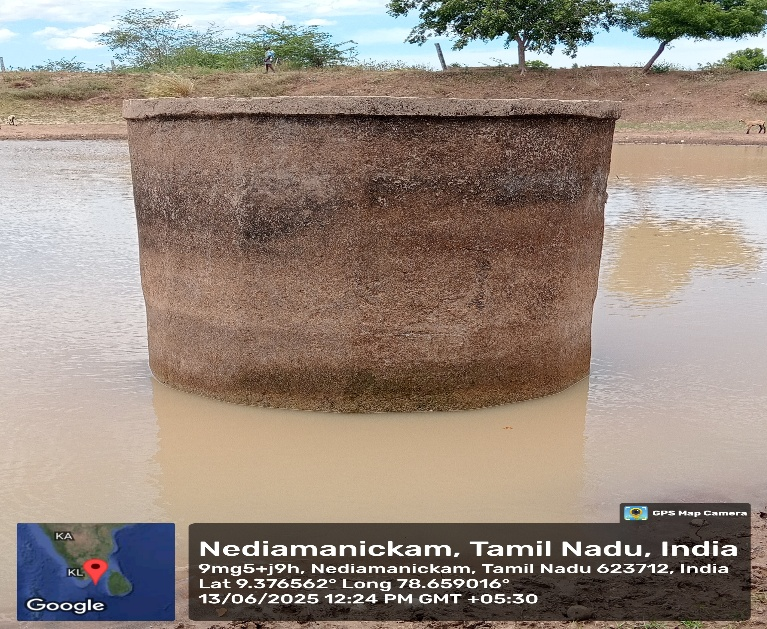 GPS Map Camera
KA
KL
Google
Nediamanickam, Tamil Nadu, India
9mg5+j9h, Nediamanickam, Tamil Nadu 623712, India
Lat 9.376562° Long 78.659016°
13/06/2025 12:24 PM GMT +05:30